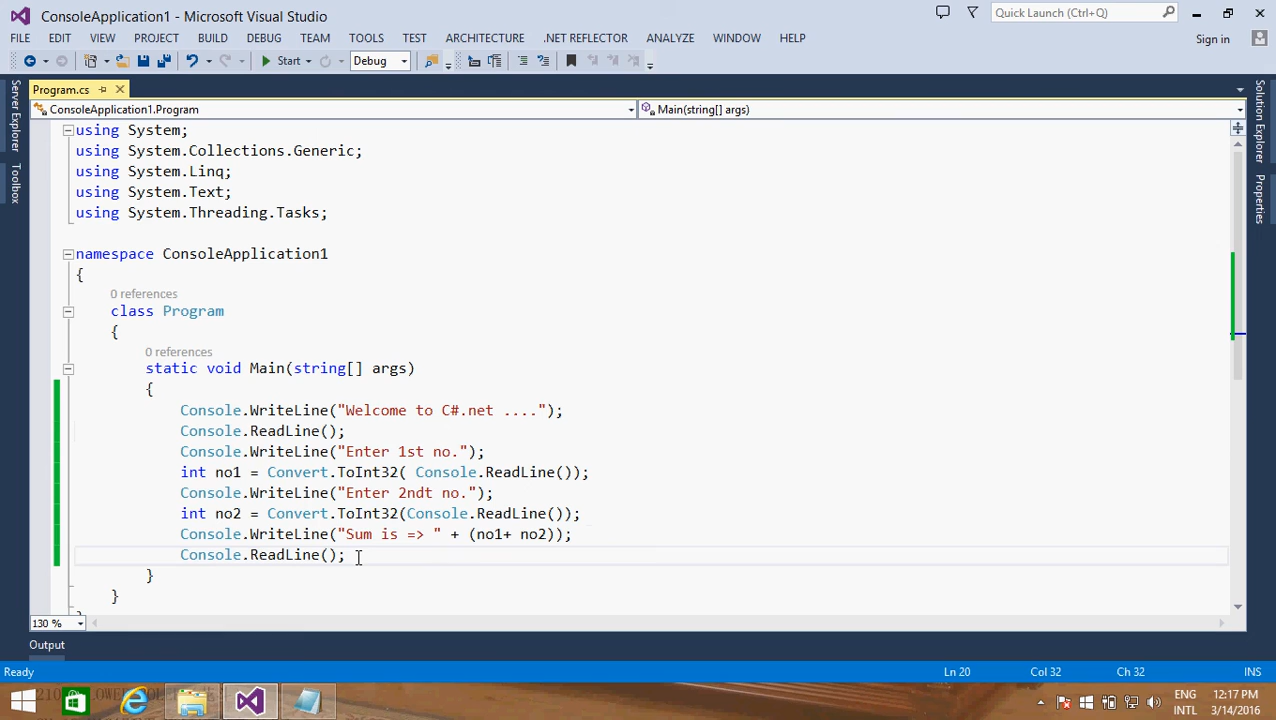 ConsoleApplication1 - Microsoft Visual Studio
Quick Launch (Ctrl+Q)
FILE EDIT VIEW PROJECT BUILD DEBUG TEAM TOOLS TEST ARCHITECTURE .NET REFLECTOR ANALYZE WINDOW HELP
Sign in
Start Debug
Server Explorer
Toolbox
Program.cs
ConsoleApplication1.Program
Main(string[] args)
using System;
using System.Collections.Generic;
using System.Linq;
using System.Text;
using System.Threading.Tasks;
namespace ConsoleApplication1
{
0 references
class Program
{
0 references
static void Main(string[] args)
{
Console.WriteLine("Welcome to C#.net ....");
Console.ReadLine();
Console.WriteLine("Enter 1st no.");
int no1 = Convert.ToInt32( Console.ReadLine());
Console.WriteLine("Enter 2ndt no.");
int no2 = Convert.ToInt32(Console.ReadLine());
Console.WriteLine("Sum is => " + (no1+ no2));
Console.ReadLine();
}
}
Solution Explorer
Properties
130 %
Output
Ready
Ln 20 Col 32 Ch 32 INS
ENG 12:17 PM
INTL 3/14/2016